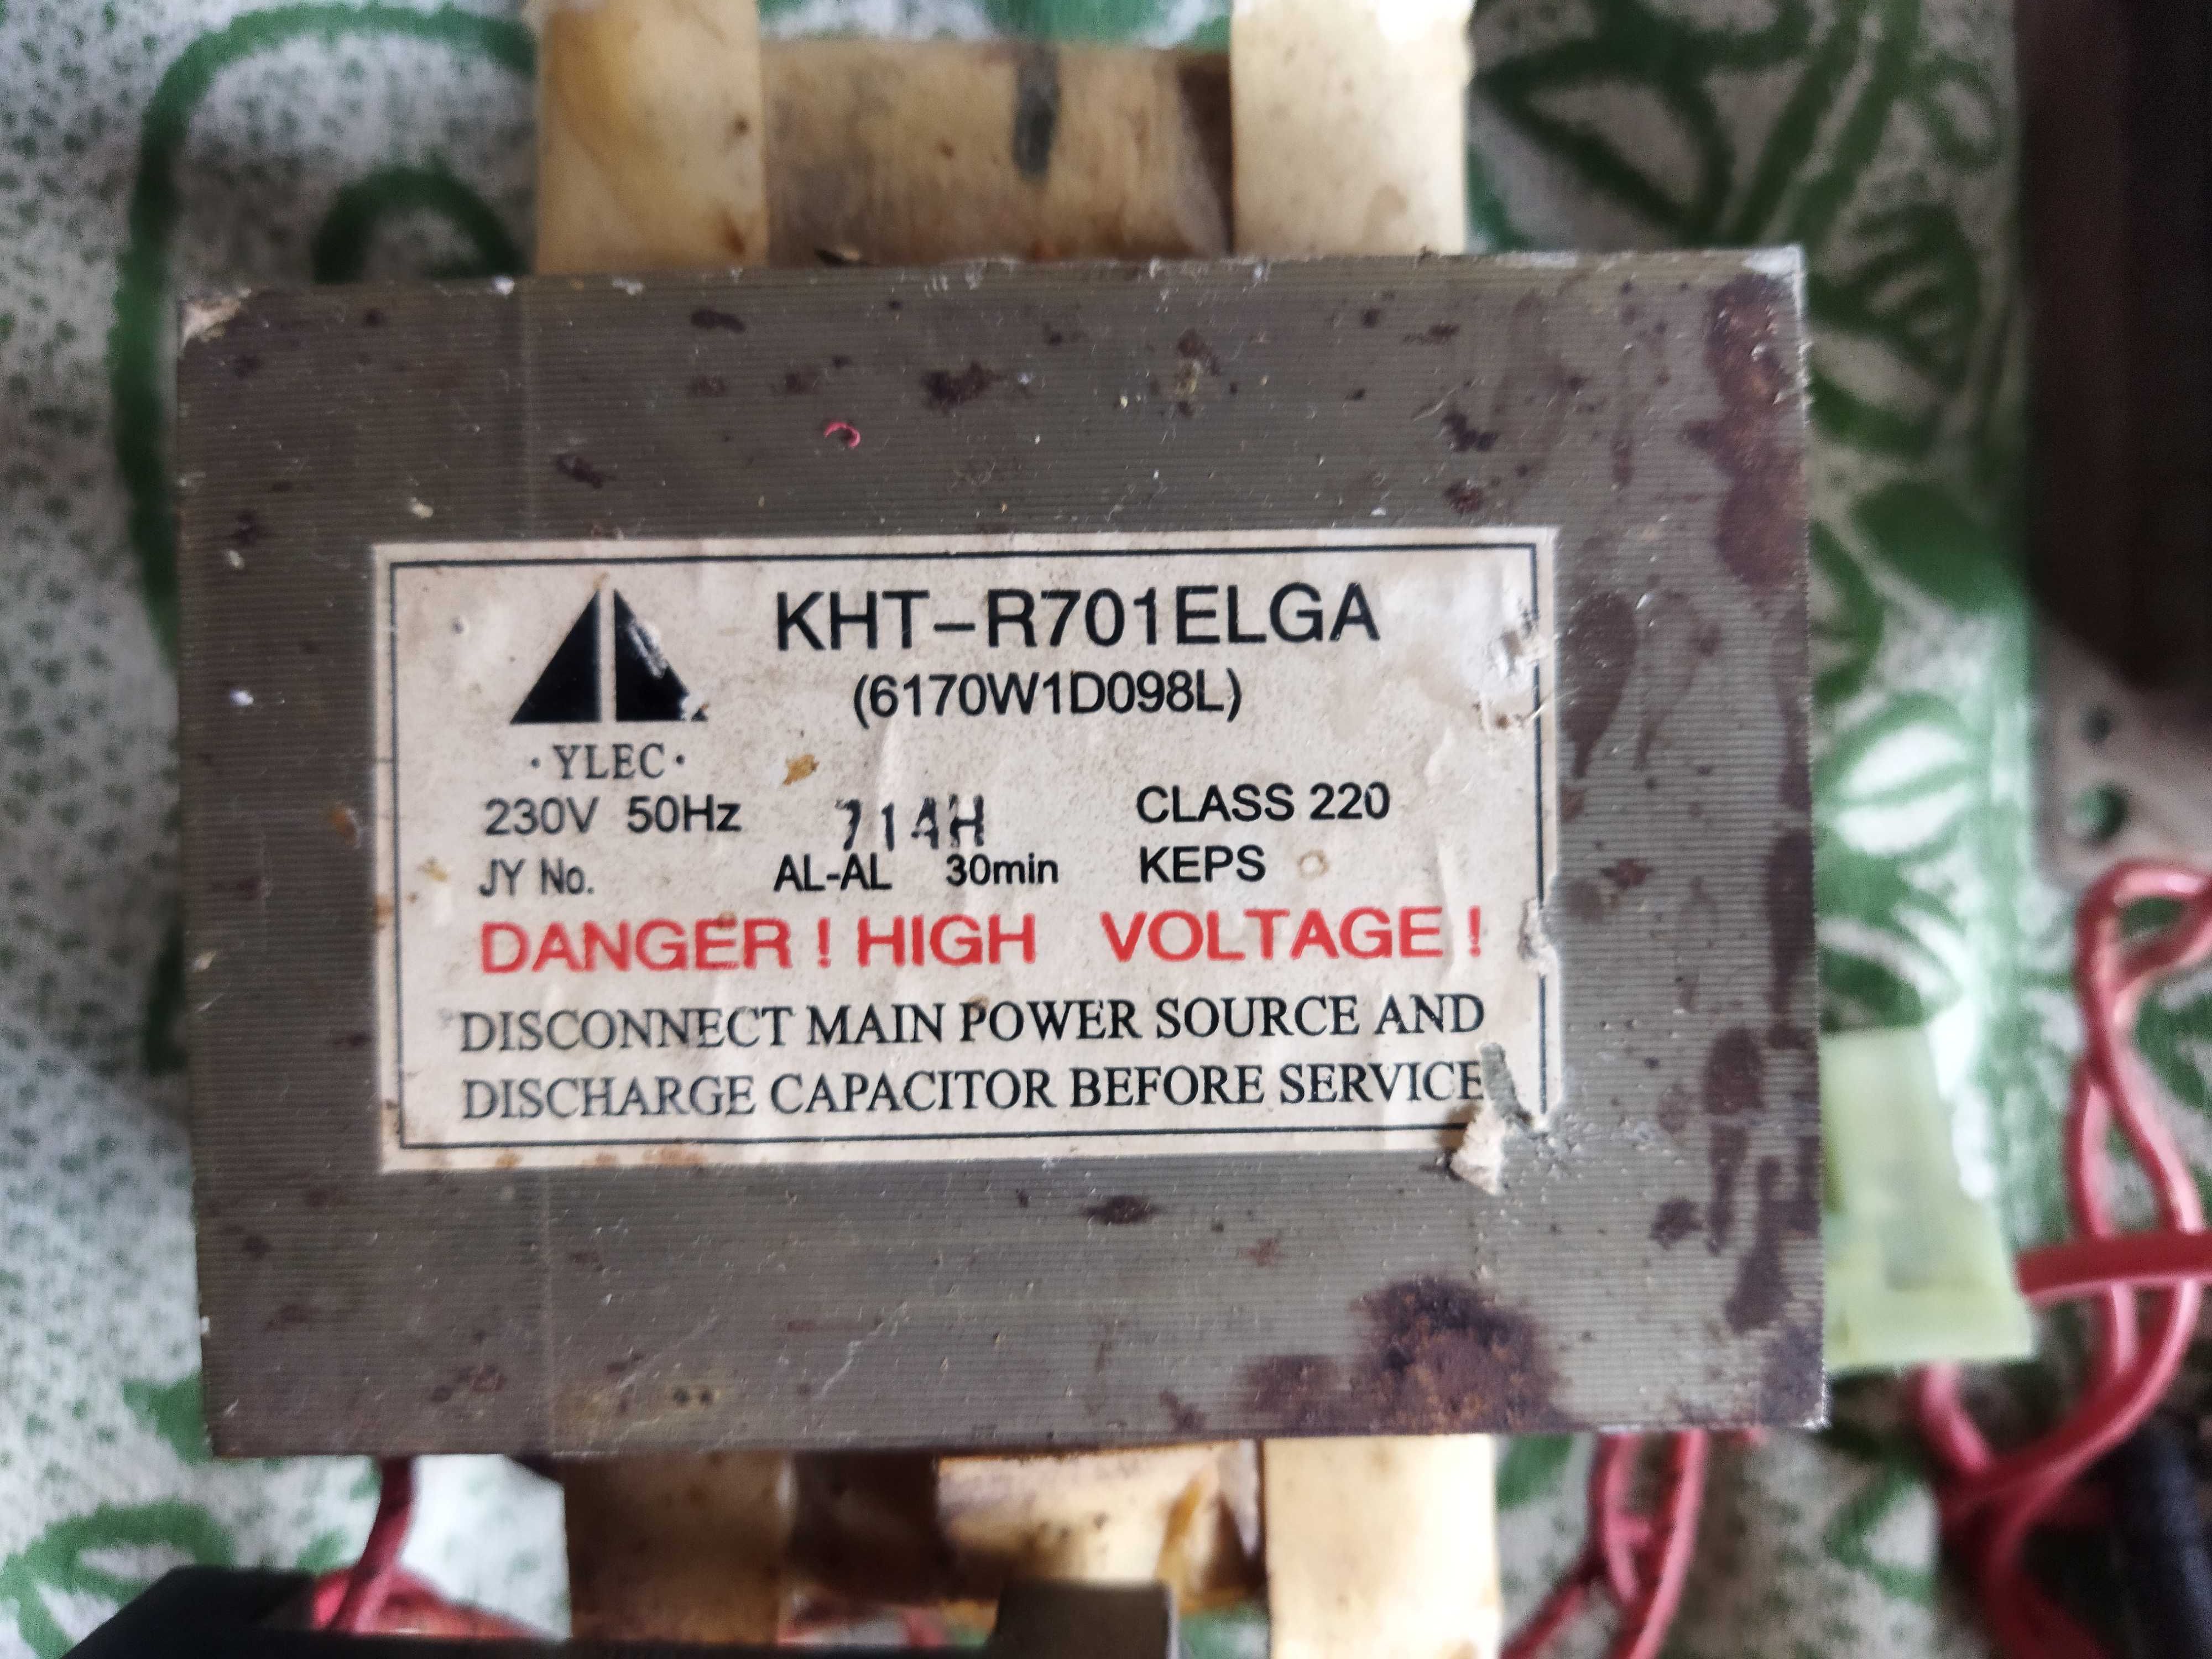 KHT-R701ELGA
(6170W1D098L)
·YLEC·
230V 50Hz 714H CLASS 220
JY No. AL-AL 30min KEPS
DANGER ! HIGH VOLTAGE !
DISCONNECT MAIN POWER SOURCE AND
DISCHARGE CAPACITOR BEFORE SERVICE